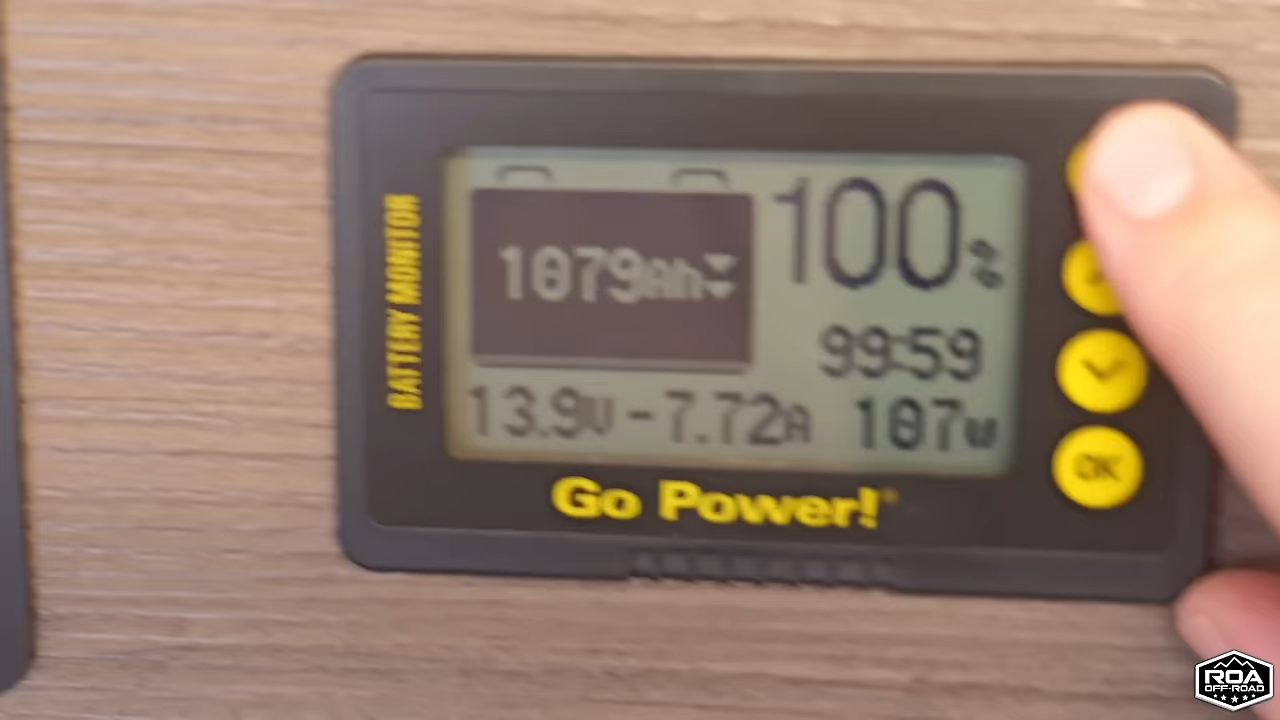 BATTERY MONITOR
100%
1079Ah
99:59
13.9V -7.72A 107W
OK
Go Power!
ROA
OFF-ROAD